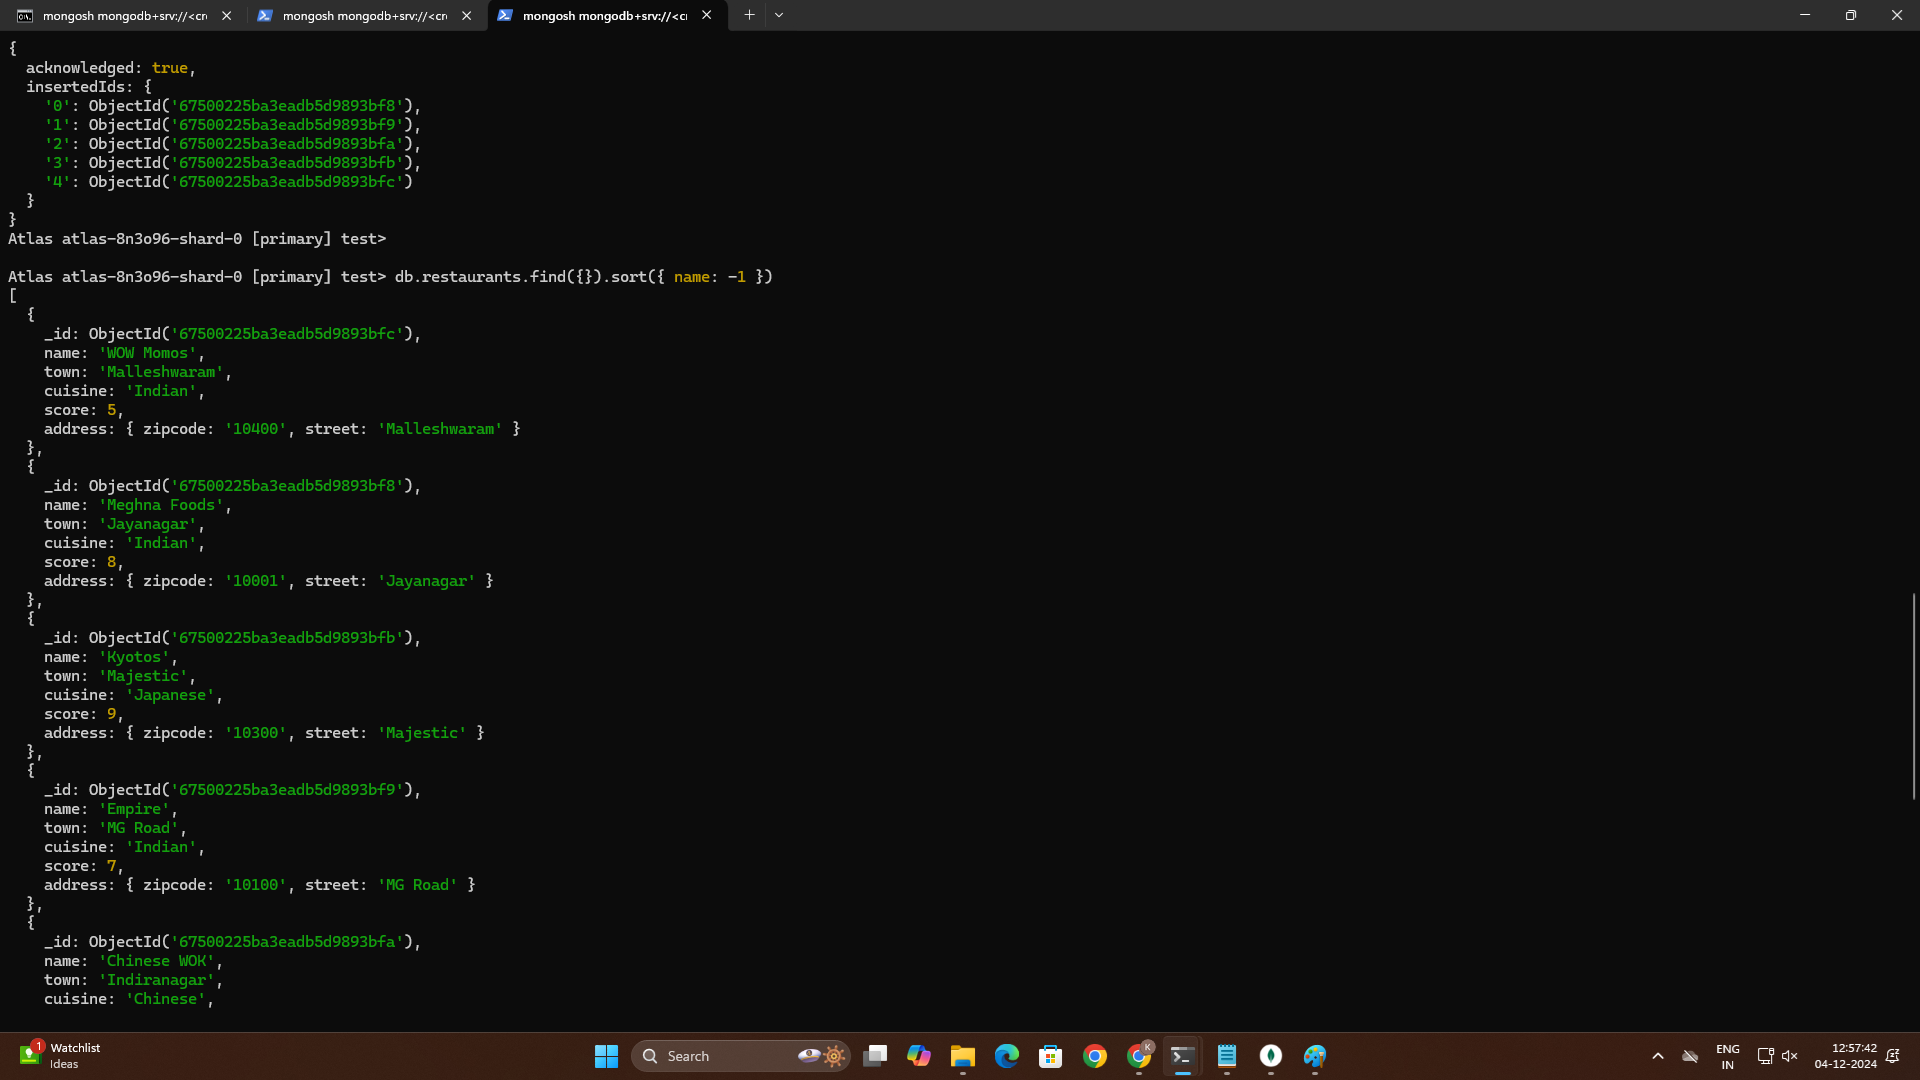 mongosh mongodb+srv://<cr
mongosh mongodb+srv://<cr
mongosh mongodb+srv://<cr
{
  acknowledged: true,
  insertedIds: {
    '0': ObjectId('67500225ba3eadb5d9893bf8'),
    '1': ObjectId('67500225ba3eadb5d9893bf9'),
    '2': ObjectId('67500225ba3eadb5d9893bfa'),
    '3': ObjectId('67500225ba3eadb5d9893bfb'),
    '4': ObjectId('67500225ba3eadb5d9893bfc')
  }
}
Atlas atlas-8n3o96-shard-0 [primary] test>
Atlas atlas-8n3o96-shard-0 [primary] test> db.restaurants.find({}).sort({ name: -1 })
[
  {
    _id: ObjectId('67500225ba3eadb5d9893bfc'),
    name: 'WOW Momos',
    town: 'Malleshwaram',
    cuisine: 'Indian',
    score: 5,
    address: { zipcode: '10400', street: 'Malleshwaram' }
  },
  {
    _id: ObjectId('67500225ba3eadb5d9893bf8'),
    name: 'Meghna Foods',
    town: 'Jayanagar',
    cuisine: 'Indian',
    score: 8,
    address: { zipcode: '10001', street: 'Jayanagar' }
  },
  {
    _id: ObjectId('67500225ba3eadb5d9893bfb'),
    name: 'Kyotos',
    town: 'Majestic',
    cuisine: 'Japanese',
    score: 9,
    address: { zipcode: '10300', street: 'Majestic' }
  },
  {
    _id: ObjectId('67500225ba3eadb5d9893bf9'),
    name: 'Empire',
    town: 'MG Road',
    cuisine: 'Indian',
    score: 7,
    address: { zipcode: '10100', street: 'MG Road' }
  },
  {
    _id: ObjectId('67500225ba3eadb5d9893bfa'),
    name: 'Chinese WOK',
    town: 'Indiranagar',
    cuisine: 'Chinese',
1
Watchlist
Ideas
Search
K
ENG
IN
12:57:42
04-12-2024